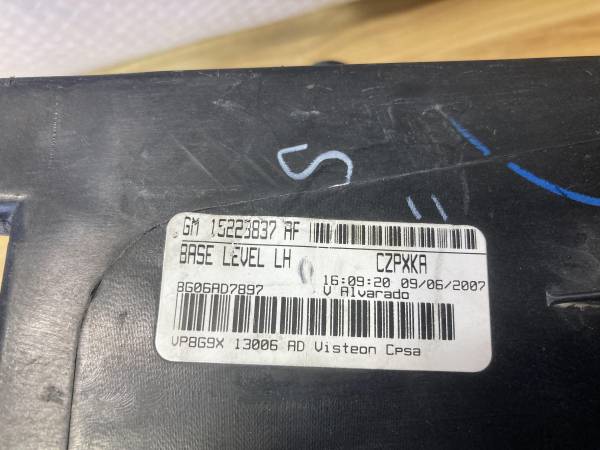 S
GM 15223837 AF
BASE LEVEL LH CZPXKA
16:09:20 09/06/2007
8G06AD7897 V Alvarado
VP8G9X 13006 AD Visteon Cpsa